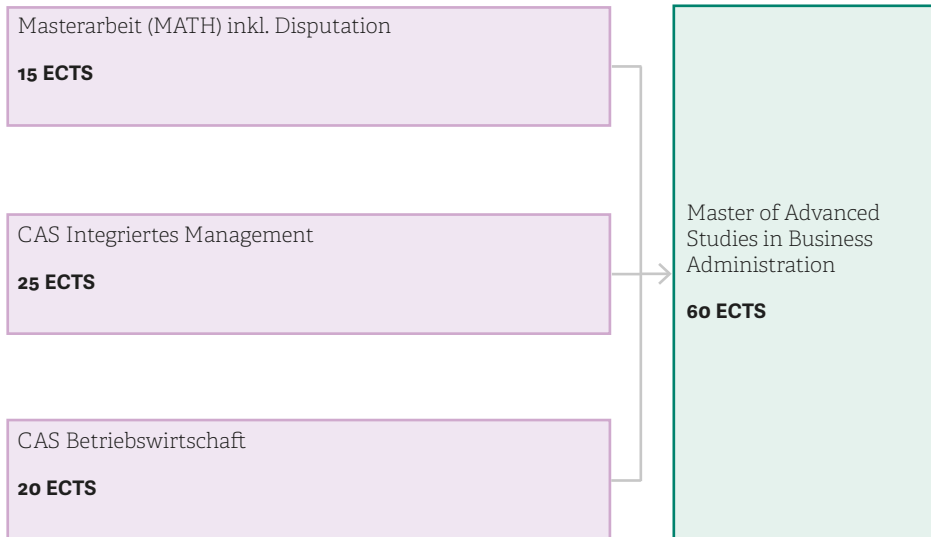 Masterarbeit (MATH) inkl. Disputation
15 ECTS
CAS Integriertes Management
25 ECTS
CAS Betriebswirtschaft
20 ECTS
Master of Advanced
Studies in Business
Administration
60 ECTS